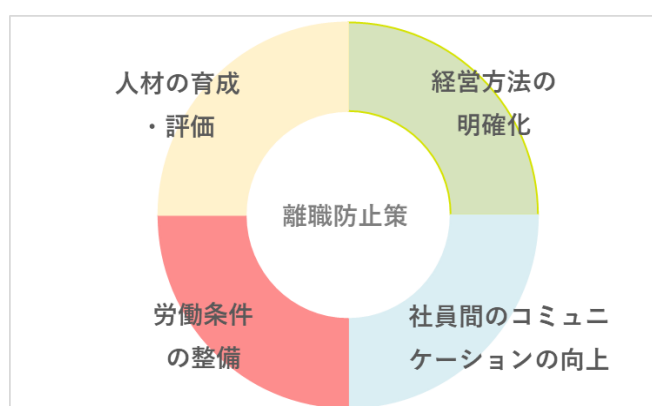 人材の育成
・評価
経営方法の
明確化
離職防止策
労働条件
の整備
社員間のコミュニ
ケーションの向上